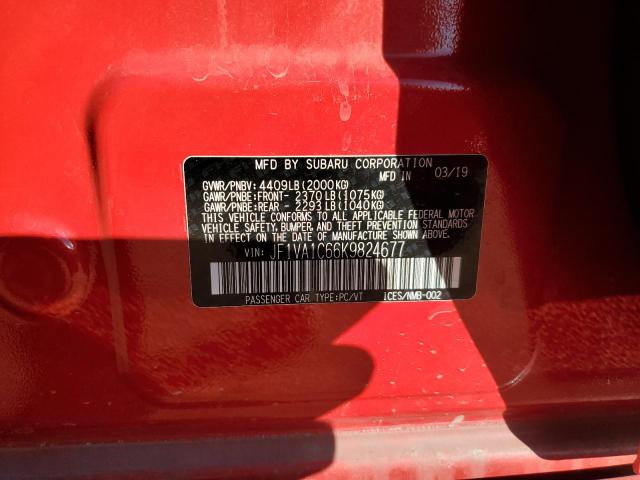 MFD BY SUBARU CORPORATION
MFD IN 03/19
GVWR/PNBV: 4409LB(2000KG)
GAWR/PNBE:FRONT- 2370LB(1075KG)
GAWR/PNBE:REAR - 2293LB(1040KG)
THIS VEHICLE CONFORMS TO ALL APPLICABLE FEDERAL MOTOR
VEHICLE SAFETY, BUMPER, AND THEFT PREVENTION STANDARDS
IN EFFECT ON THE DATE OF MANUFACTURE SHOWN ABOVE.
VIN: JF1VA1C66K9824677
PASSENGER CAR TYPE:PC/VT ICES/NMB-002